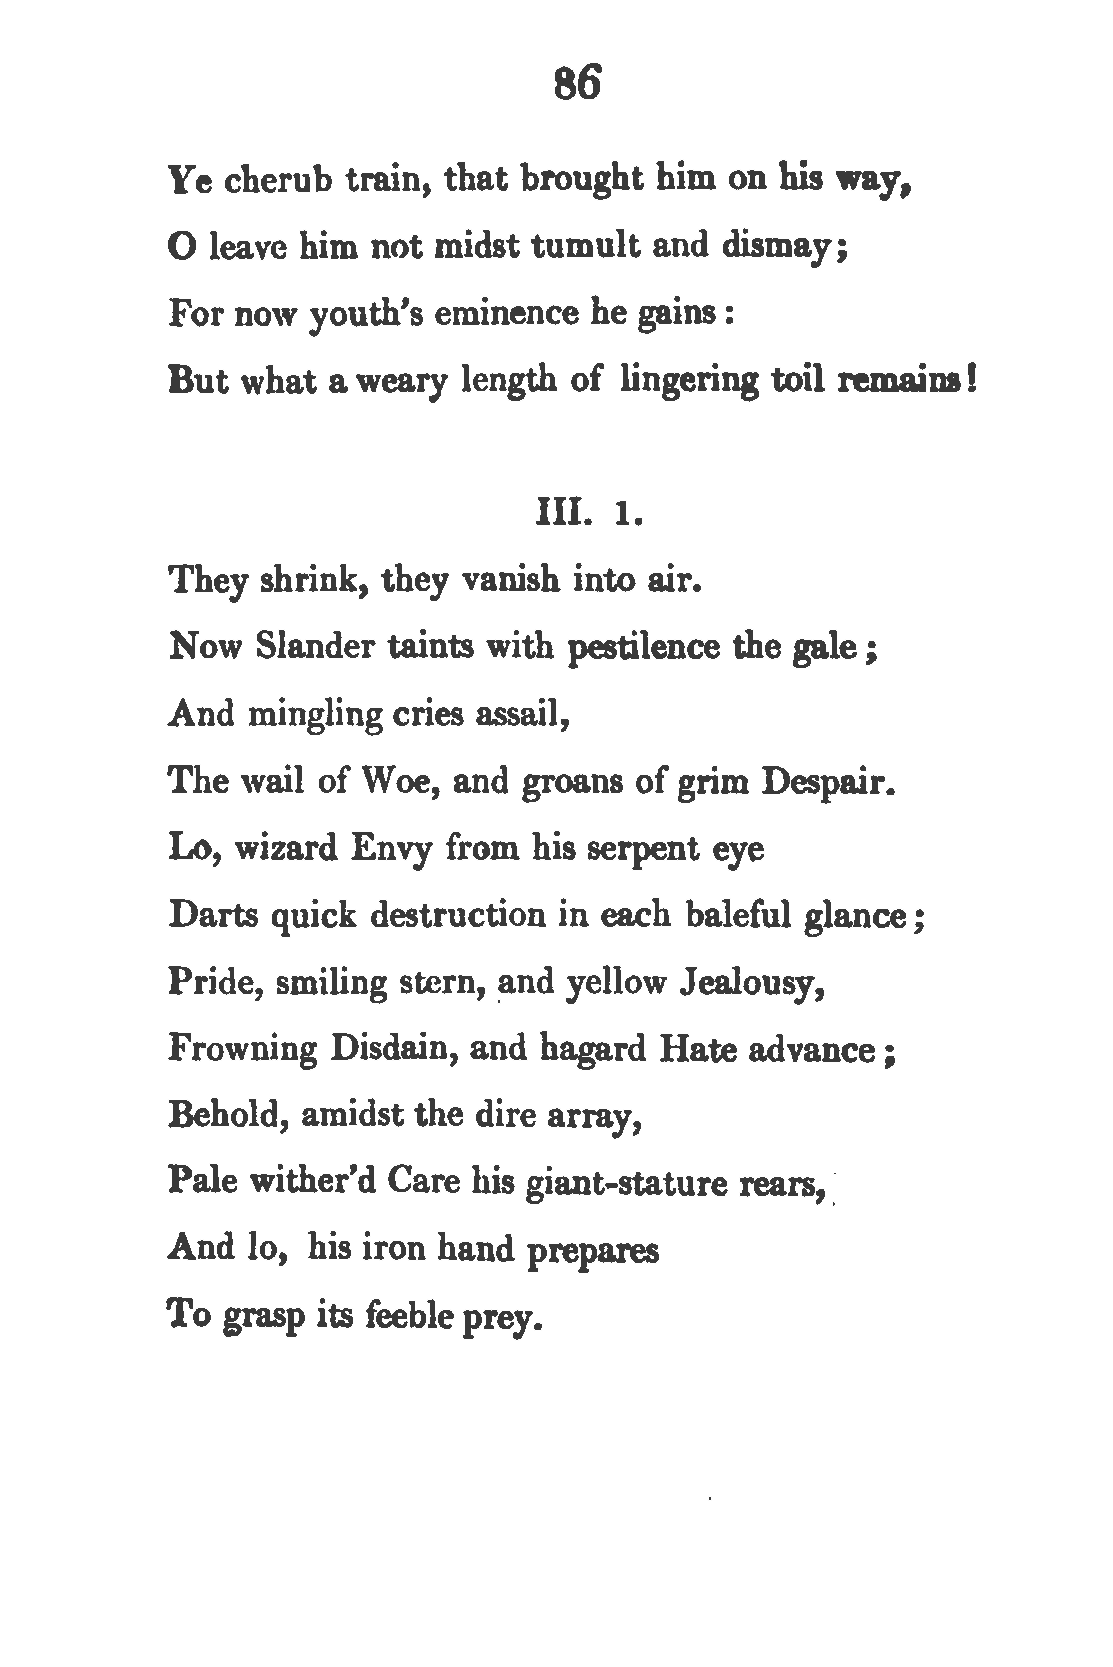 86
Ye cherub train, that brought him on his way,
O leave him not midst tumult and dismay;
For now youth's eminence he gains:
But what a weary length of lingering toil remains!
III. 1.
They shrink, they vanish into air.
Now Slander taints with pestilence the gale;
And mingling cries assail,
The wail of Woe, and groans of grim Despair.
Lo, wizard Envy from his serpent eye
Darts quick destruction in each baleful glance;
Pride, smiling stern, and yellow Jealousy,
Frowning Disdain, and hagard Hate advance;
Behold, amidst the dire array,
Pale wither'd Care his giant-stature rears,
And lo, his iron hand prepares
To grasp its feeble prey.